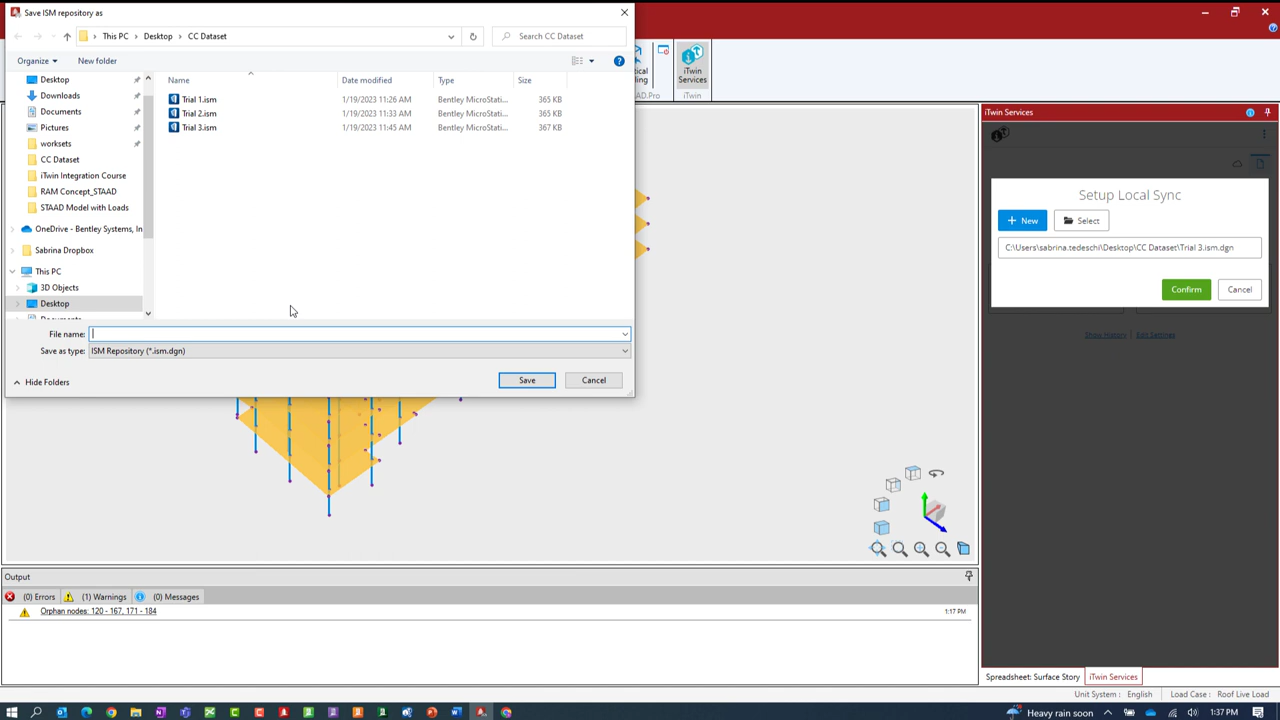 Save ISM repository as
This PC > Desktop > CC Dataset
Search CC Dataset
Organize
New folder
Desktop
Downloads
Documents
Pictures
worksets
CC Dataset
iTwin Integration Course
RAM Concept_STAAD
STAAD Model with Loads
OneDrive - Bentley Systems, In
Sabrina Dropbox
This PC
3D Objects
Desktop
Name Date modified Type Size
Trial 1.ism 1/19/2023 11:26 AM Bentley MicroStati... 365 KB
Trial 2.ism 1/19/2023 11:33 AM Bentley MicroStati... 365 KB
Trial 3.ism 1/19/2023 11:45 AM Bentley MicroStati... 367 KB
File name:
Save as type: ISM Repository (*.ism.dgn)
Hide Folders
Save
Cancel
iTwin
Services
iTwin
iTwin Services
Setup Local Sync
+ New
Select
C:\Users\sabrina.tedeschi\Desktop\CC Dataset\Trial 3.ism.dgn
Confirm
Cancel
Show History
Edit Settings
Output
(0) Errors
(1) Warnings
(0) Messages
Orphan nodes: 120 - 167, 171 - 184
1:17 PM
Spreadsheet: Surface Story
iTwin Services
Unit System : English
Load Case : Roof Live Load
Heavy rain soon
1:37 PM